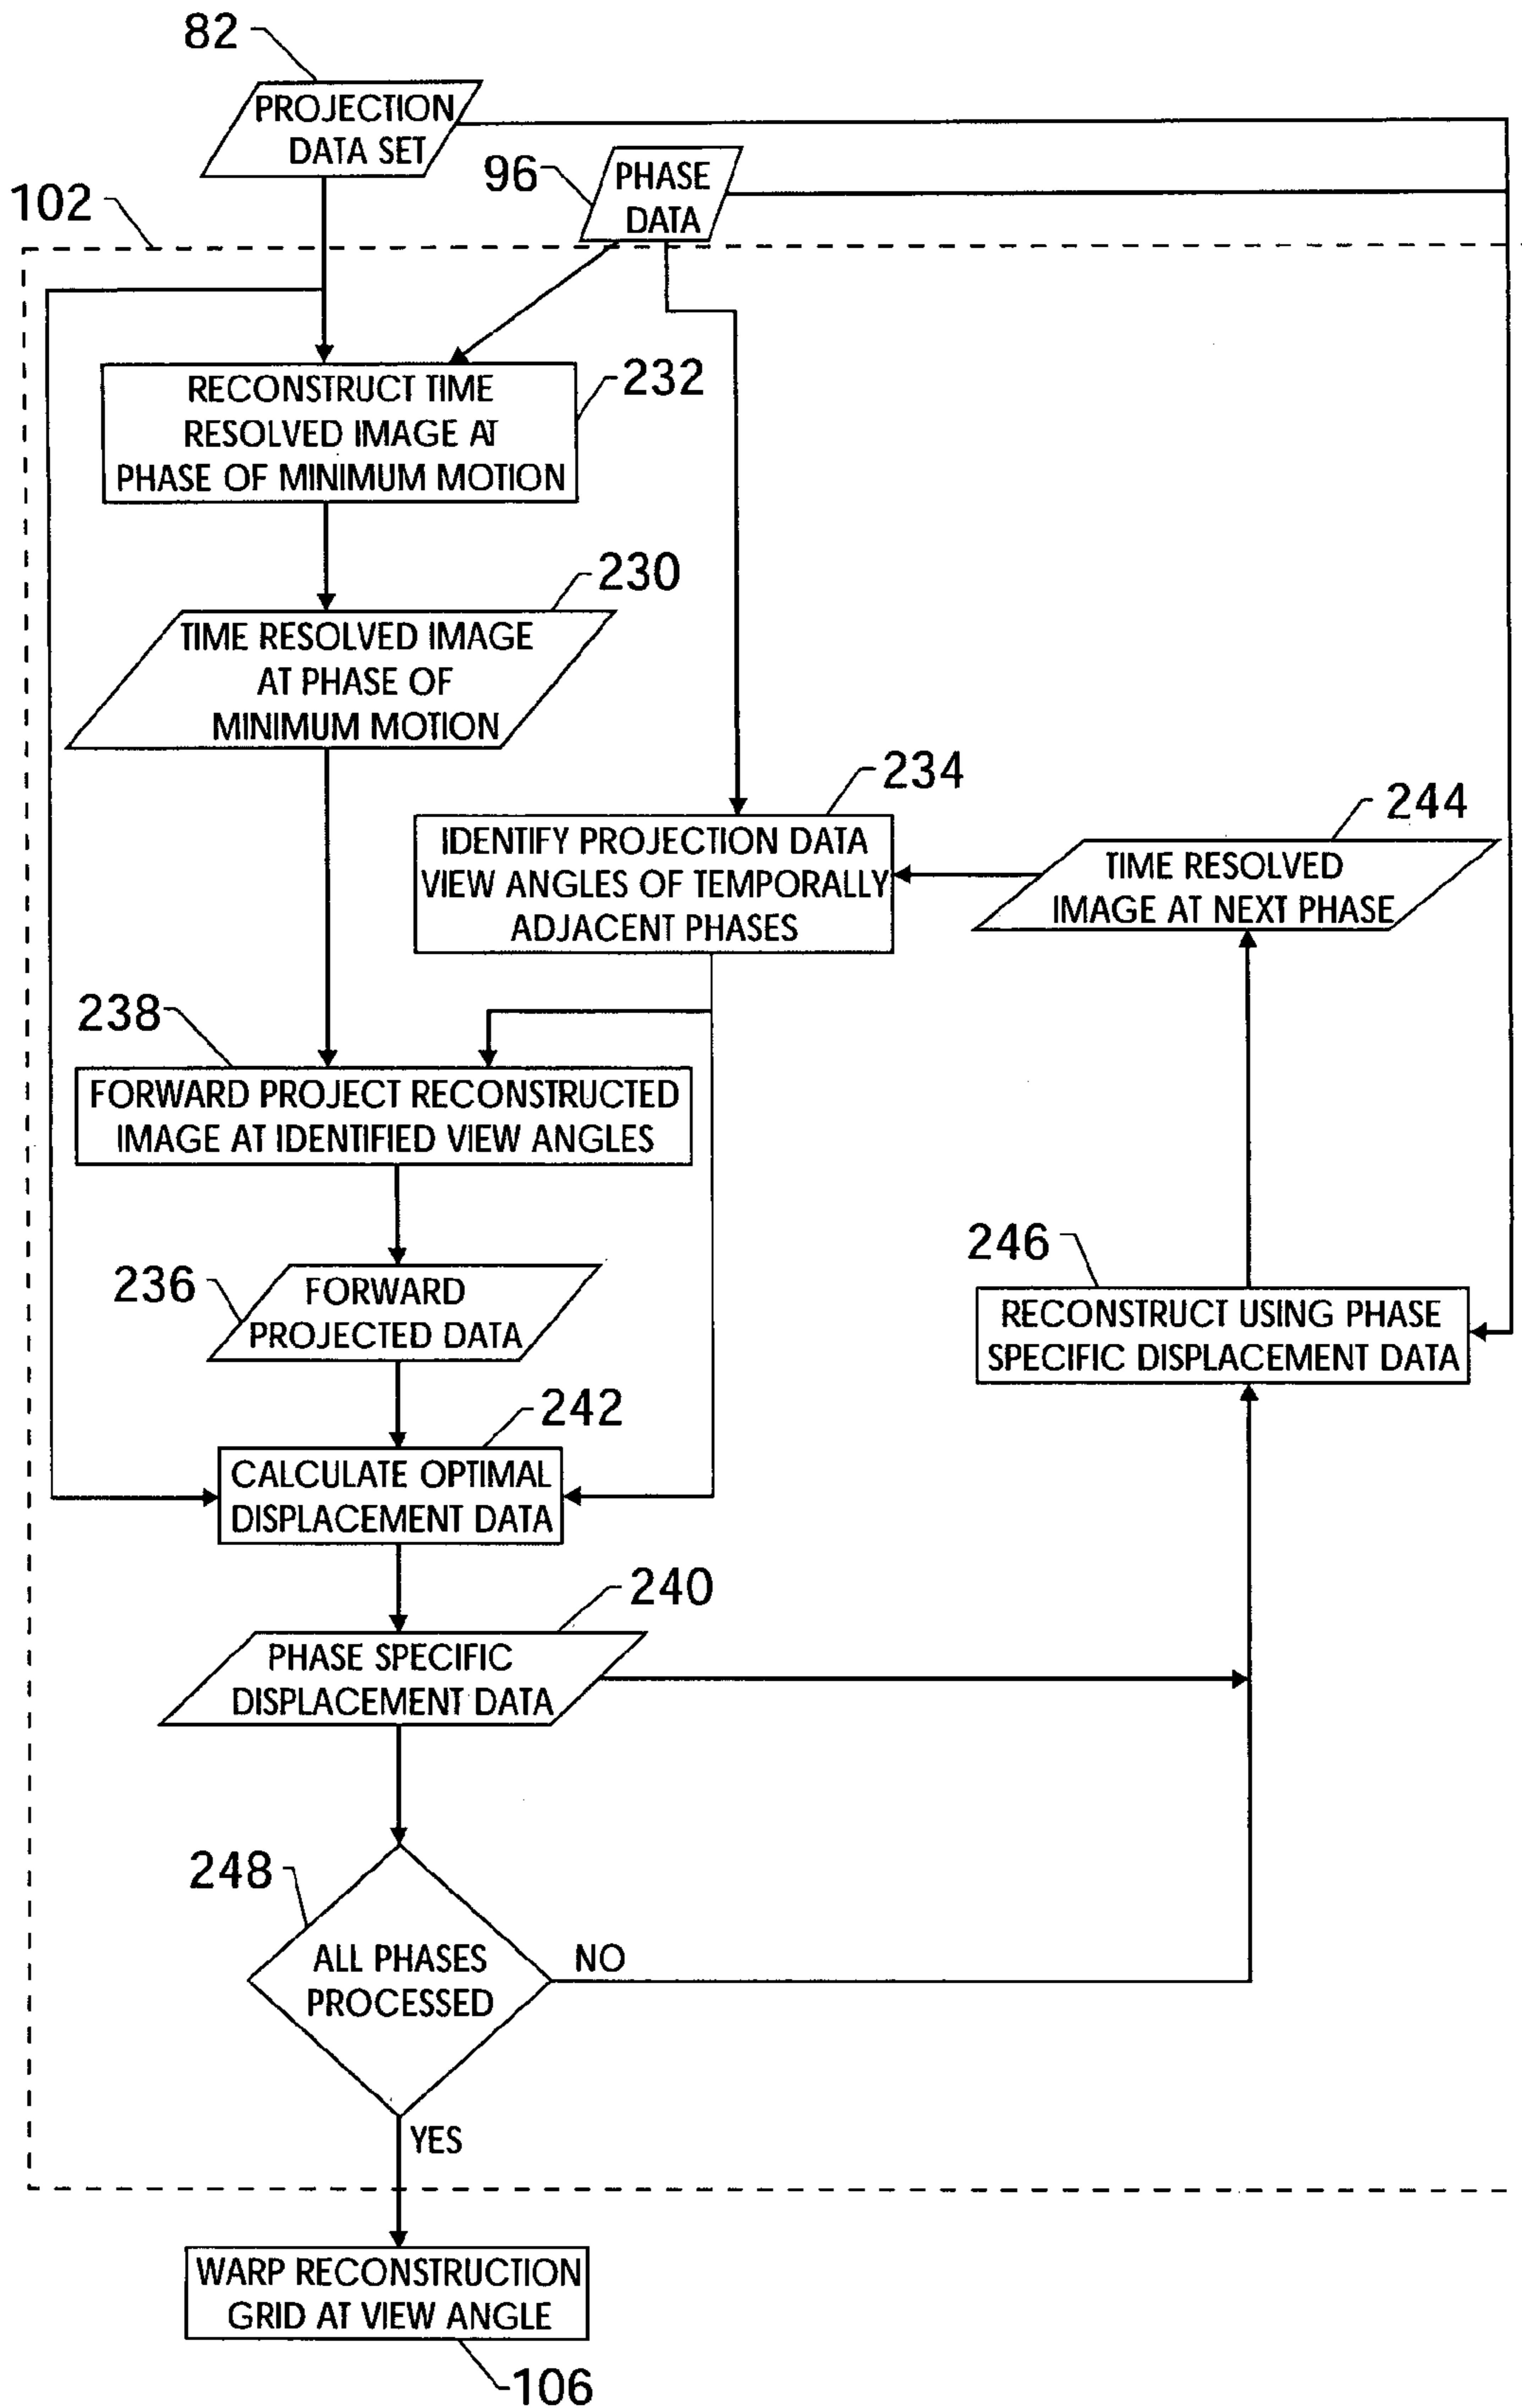 82
PROJECTION
DATA SET
96
PHASE
DATA
102
RECONSTRUCT TIME
RESOLVED IMAGE AT
PHASE OF MINIMUM MOTION
232
230
TIME RESOLVED IMAGE
AT PHASE OF
MINIMUM MOTION
234
IDENTIFY PROJECTION DATA
VIEW ANGLES OF TEMPORALLY
ADJACENT PHASES
244
TIME RESOLVED
IMAGE AT NEXT PHASE
238
FORWARD PROJECT RECONSTRUCTED
IMAGE AT IDENTIFIED VIEW ANGLES
236
FORWARD
PROJECTED DATA
246
RECONSTRUCT USING PHASE
SPECIFIC DISPLACEMENT DATA
242
CALCULATE OPTIMAL
DISPLACEMENT DATA
240
PHASE SPECIFIC
DISPLACEMENT DATA
248
ALL PHASES
PROCESSED
NO
YES
WARP RECONSTRUCTION
GRID AT VIEW ANGLE
106